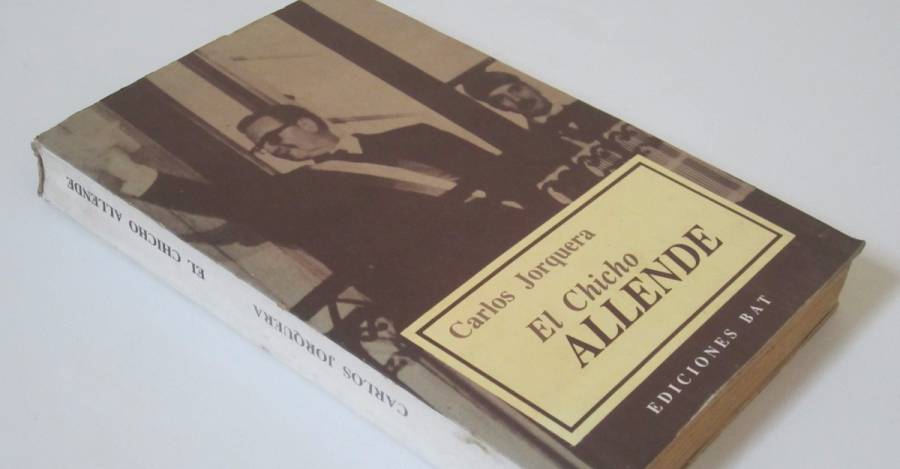 Carlos Jorquera
El Chicho
ALLENDE
EDICIONES BAT
CARLOS JORQUERA
EL CHICHO ALLENDE